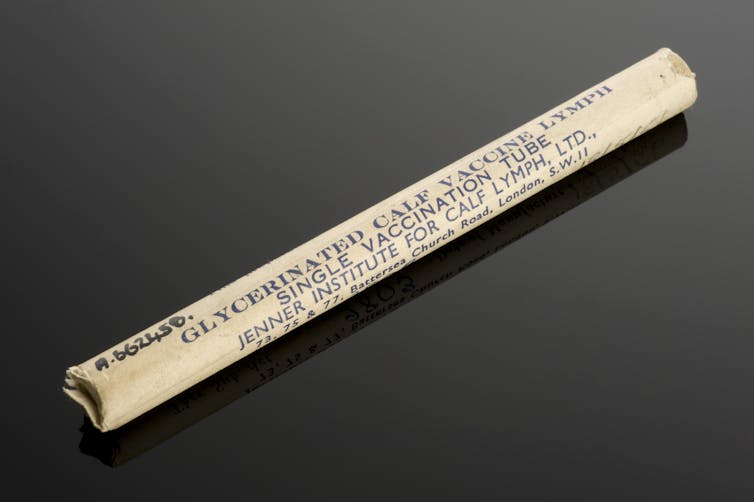 A.662450.
GLYCERINATED CALF VACCINE LYMPH
SINGLE VACCINATION TUBE
JENNER INSTITUTE FOR CALF LYMPH, LTD.,
73, 75 & 77, Battersea Church Road, London, S.W.11